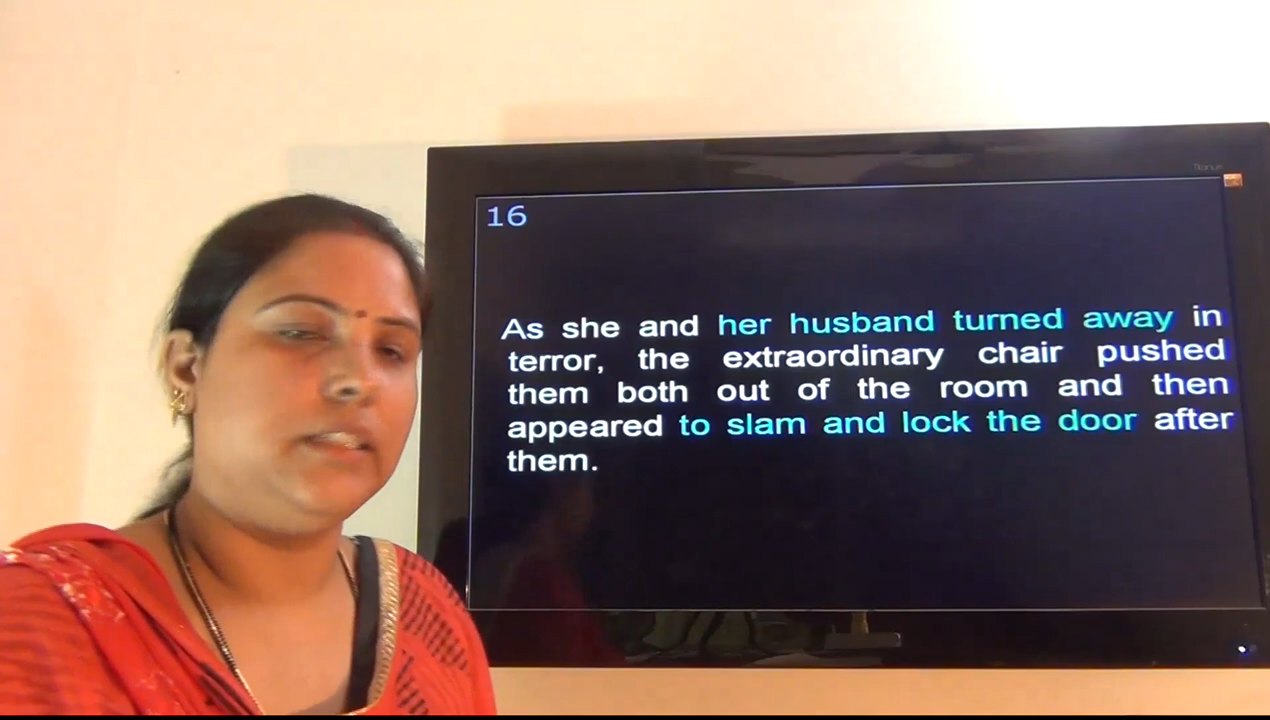 16
As she and her husband turned away in
terror, the extraordinary chair pushed
them both out of the room and then
appeared to slam and lock the door after
them.